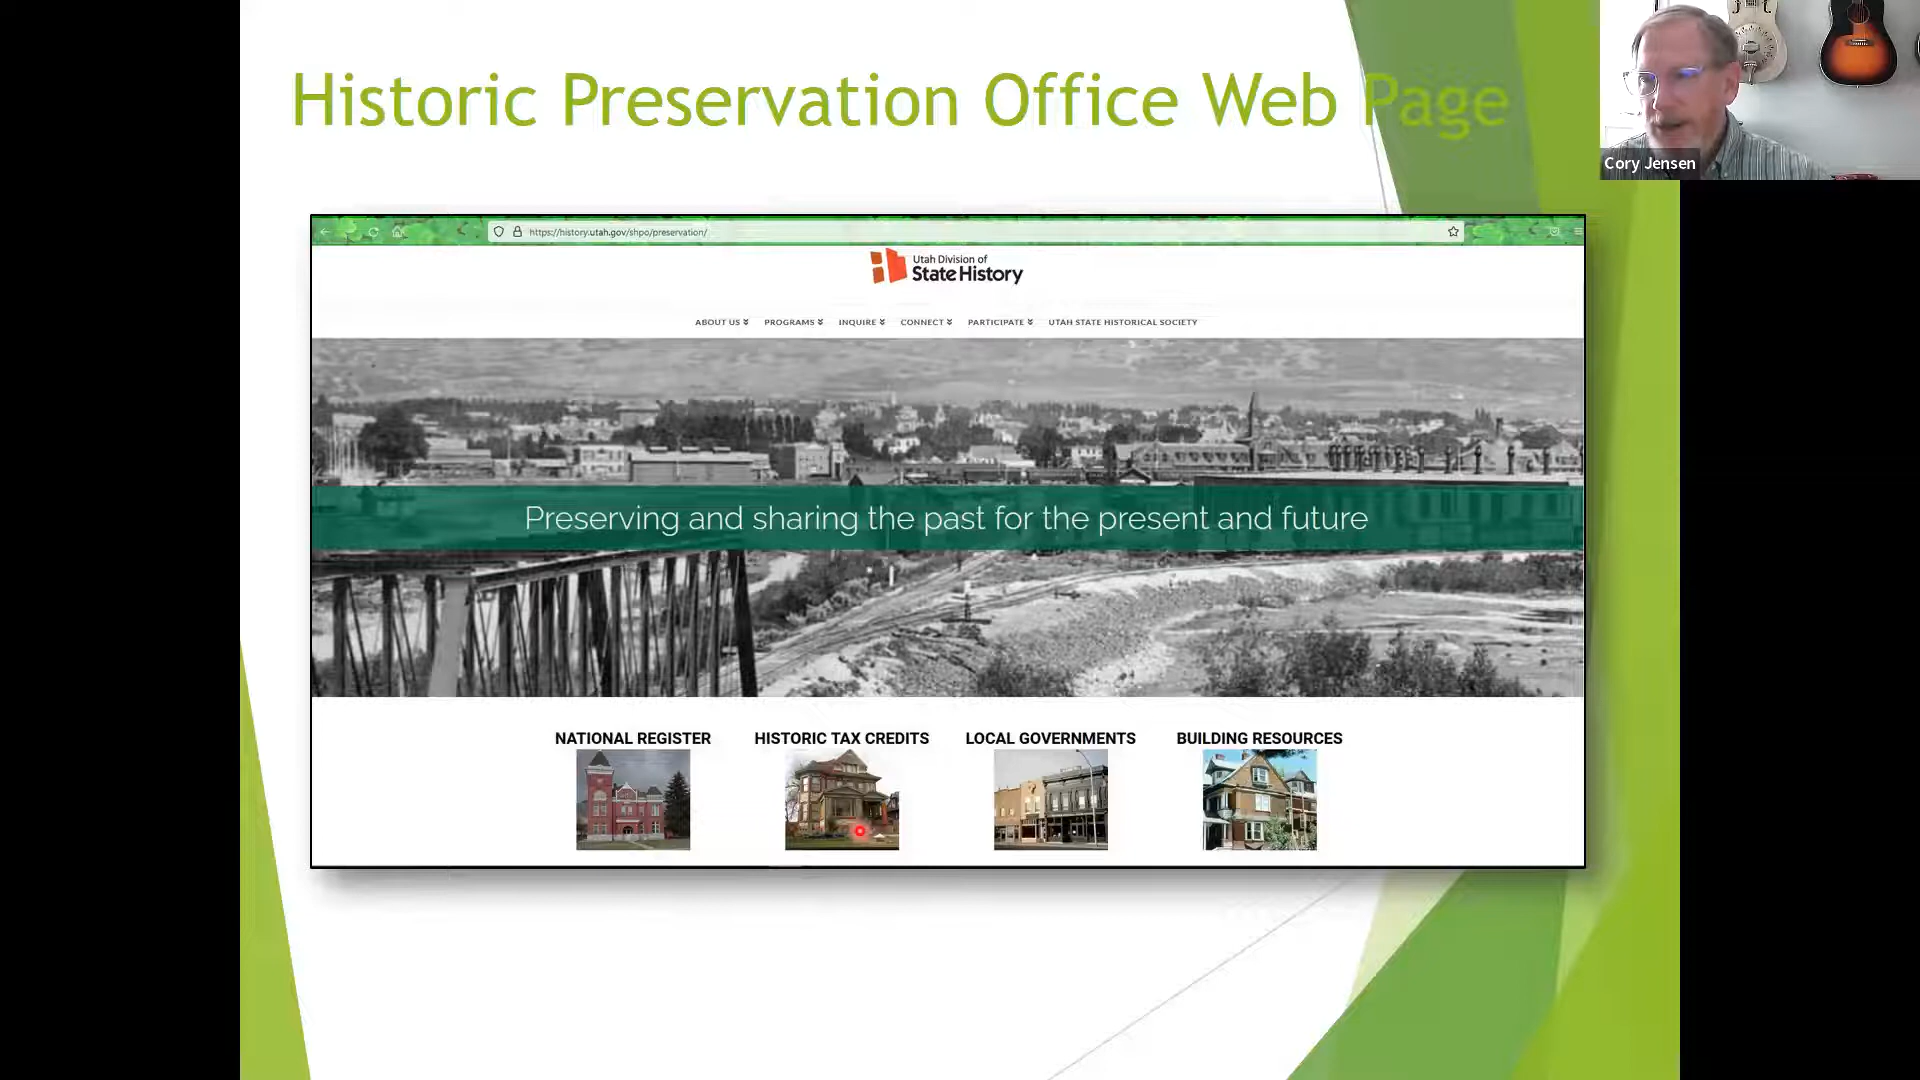 Historic Preservation Office Web Page
Cory Jensen
https://history.utah.gov/shpo/preservation/
Utah Division of
State History
ABOUT US PROGRAMS INQUIRE CONNECT PARTICIPATE UTAH STATE HISTORICAL SOCIETY
Preserving and sharing the past for the present and future
NATIONAL REGISTER HISTORIC TAX CREDITS LOCAL GOVERNMENTS BUILDING RESOURCES